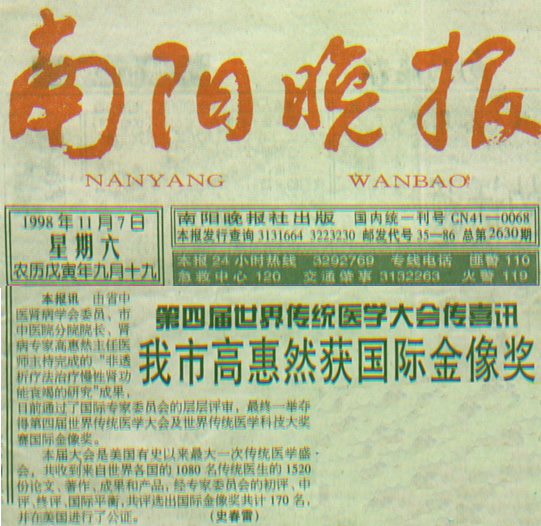 南阳晚报
NANYANG WANBAO
1998年11月7日
星期六
农历戊寅年九月十九
南阳晚报社出版 国内统一刊号 CN41—0068
本报发行查询 3131664 3223230 邮发代号 35—86 总第2630期
本报24小时热线 3292769 专线电话 匪警 110
急救中心 120 交通肇事 3132263 火警 119
第四届世界传统医学大会传喜讯
我市高惠然获国际金像奖
本报讯 由省中
医肾病学会委员、市
中医院分院院长、肾
病专家高惠然主任医
师主持完成的“非透
析疗法治疗慢性肾功
能衰竭的研究”成果,
目前通过了国际专家委员会的层层评审，最终一举夺
得第四届世界传统医学大会及世界传统医学科技大奖
赛国际金像奖。
本届大会是美国有史以来最大一次传统医学盛
会，共收到来自世界各国的1080名传统医生的1520
份论文、著作、成果和产品，经专家委员会的初评、中
评、终评、国际平衡，共评选出国际金像奖共计170名，
并在美国进行了公证。 (史春雷)